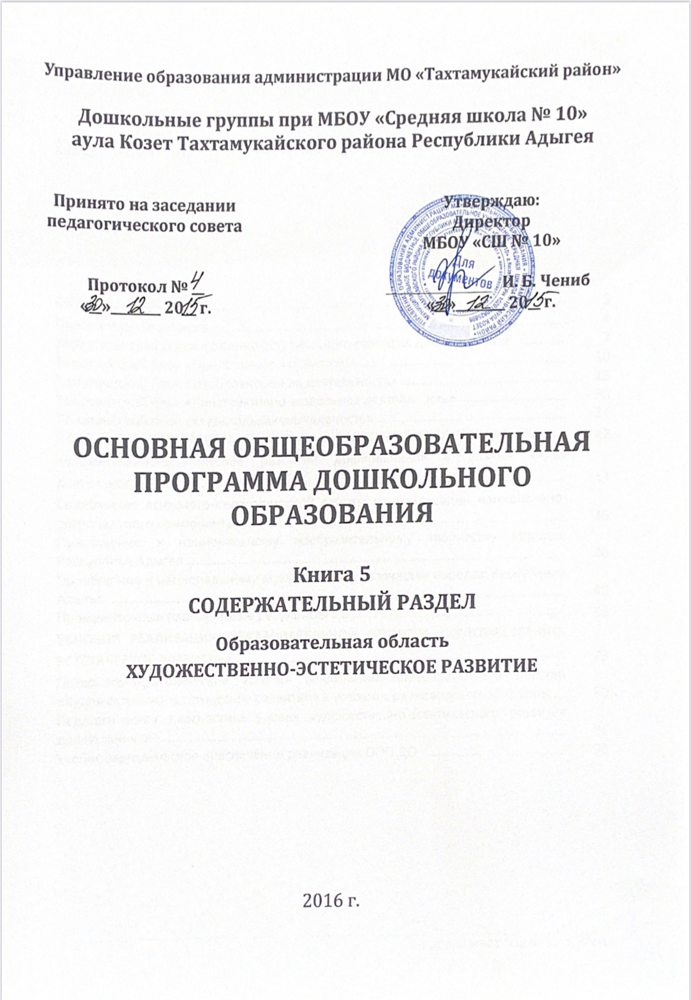 Управление образования администрации МО «Тахтамукайский район»
Дошкольные группы при МБОУ «Средняя школа № 10»
аула Козет Тахтамукайского района Республики Адыгея
Принято на заседании
педагогического совета
Протокол № 4
«30» 12 2015 г.
Утверждаю:
Директор
МБОУ «СШ № 10»
Для
документов
И. Б. Чениб
«30» 12 2015 г.
ОСНОВНАЯ ОБЩЕОБРАЗОВАТЕЛЬНАЯ
ПРОГРАММА ДОШКОЛЬНОГО
ОБРАЗОВАНИЯ
Книга 5
СОДЕРЖАТЕЛЬНЫЙ РАЗДЕЛ
Образовательная область
ХУДОЖЕСТВЕННО-ЭСТЕТИЧЕСКОЕ РАЗВИТИЕ
2016 г.